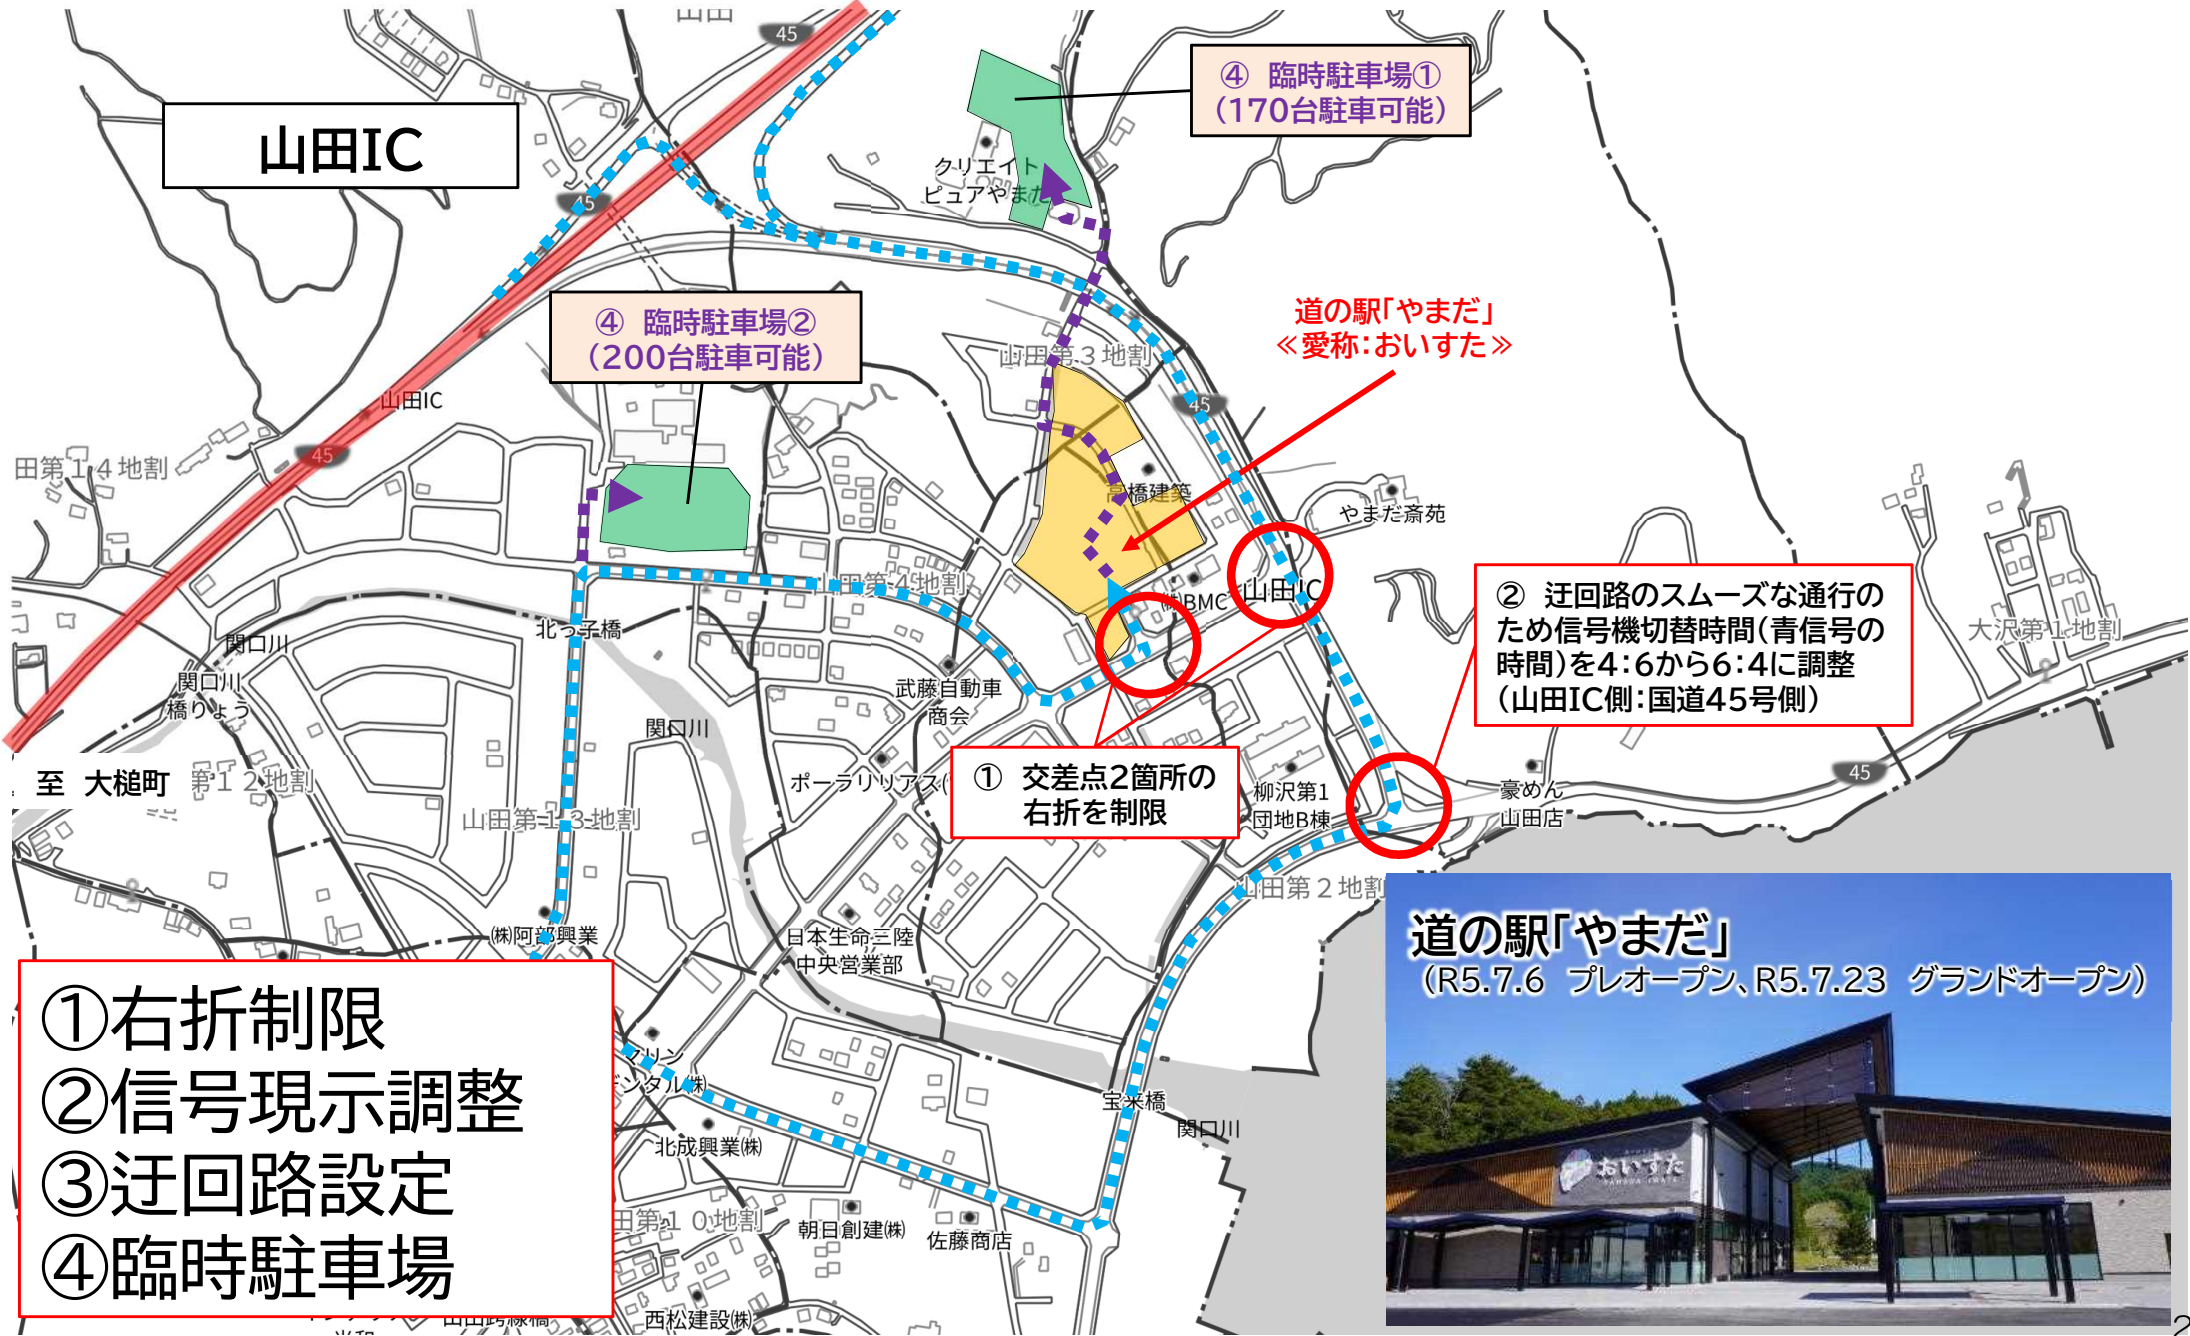 山田
45
④ 臨時駐車場①
(170台駐車可能)
山田IC
クリエイト
ピュアやまだ
45
④ 臨時駐車場②
(200台駐車可能)
道の駅「やまだ」
≪愛称:おいすた≫
山田第3地割
45
山田IC
45
田第14地割
高橋建築
やまだ斎苑
山田IC
㈱BMC
山田第4地割
② 迂回路のスムーズな通行の
ため信号機切替時間(青信号の
時間)を4:6から6:4に調整
(山田IC側:国道45号側)
大沢第1地割
北っ子橋
関口川
関口川
橋りょう
武藤自動車
商会
関口川
至 大槌町
第12地割
ポーラリリアス(
① 交差点2箇所の
右折を制限
柳沢第1
団地B棟
豪めん
山田店
45
山田第13地割
山田第2地割
㈱阿部興業
日本生命三陸
中央営業部
道の駅「やまだ」
(R5.7.6 プレオープン、R5.7.23 グランドオープン)
①右折制限
②信号現示調整
③迂回路設定
④臨時駐車場
マリン
デンタル㈱
宝来橋
関口川
北成興業㈱
おいすた
田第10地割
朝日創建㈱
佐藤商店
西松建設㈱
山田跨線橋
2